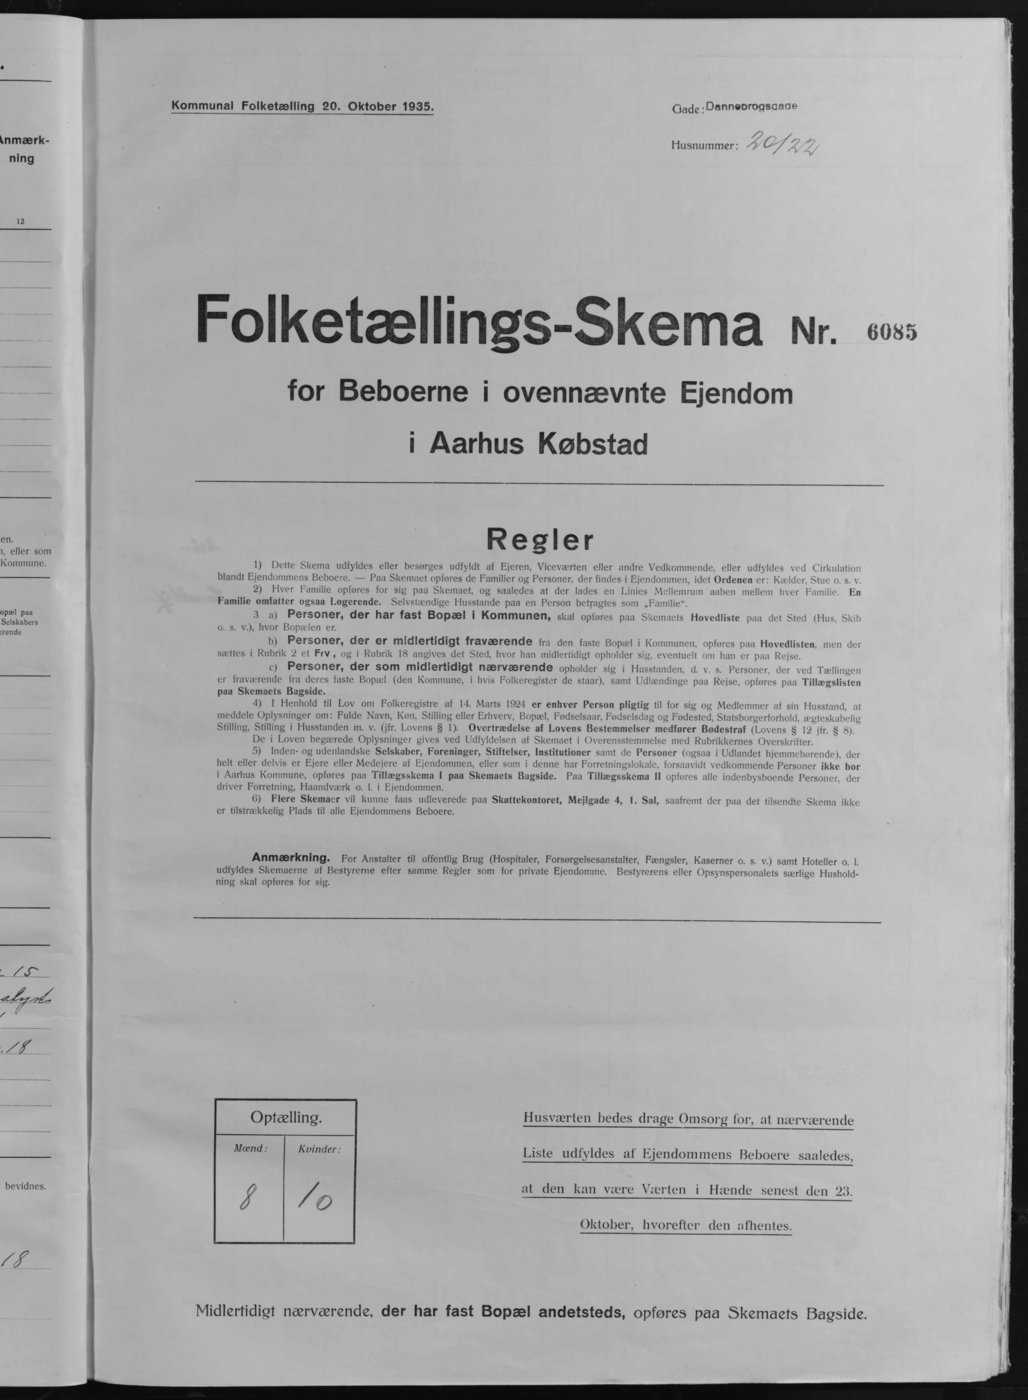 Anmærk-
ning
12
en.
n, eller som
Kommune.
opæl paa
Selskabers
erende
15
18
bevidnes.
18
Kommunal Folketælling 20. Oktober 1935.
Gade: Dannebrogsgade
Husnummer: 20/22
Folketællings-Skema Nr. 6085
for Beboerne i ovennævnte Ejendom
i Aarhus Købstad
Regler
1) Dette Skema udfyldes eller besørges udfyldt af Ejeren, Viceværten eller andre Vedkommende, eller udfyldes ved Cirkulation
blandt Ejendommens Beboere. — Paa Skemaet opføres de Familier og Personer, der findes i Ejendommen, idet Ordenen er: Kælder, Stue o. s. v.
2) Hver Familie opføres for sig paa Skemaet, og saaledes at der lades en Linies Mellemrum aaben mellem hver Familie. En
Familie omfatter ogsaa Logerende. Selvstændige Husstande paa en Person betragtes som „Familie“.
3 a) Personer, der har fast Bopæl i Kommunen, skal opføres paa Skemaets Hovedliste paa det Sted (Hus, Skib
o. s. v.), hvor Bopælen er.
b) Personer, der er midlertidigt fraværende fra den faste Bopæl i Kommunen, opføres paa Hovedlisten, men der
sættes i Rubrik 2 et Frv., og i Rubrik 18 angives det Sted, hvor han midlertidigt opholder sig, eventuelt om han er paa Rejse.
c) Personer, der som midlertidigt nærværende opholder sig i Husstanden, d. v. s. Personer, der ved Tællingen
er fraværende fra deres faste Bopæl (den Kommune, i hvis Folkeregister de staar), samt Udlændinge paa Rejse, opføres paa Tillægslisten
paa Skemaets Bagside.
4) I Henhold til Lov om Folkeregistre af 14. Marts 1924 er enhver Person pligtig til for sig og Medlemmer af sin Husstand, at
meddele Oplysninger om: Fulde Navn, Køn, Stilling eller Erhverv, Bopæl, Fødselsaar, Fødselsdag og Fødested, Statsborgerforhold, ægteskabelig
Stilling, Stilling i Husstanden m. v. (jfr. Lovens § 1). Overtrædelse af Lovens Bestemmelser medfører Bødestraf (Lovens § 12 jfr. § 8).
De i Loven begærede Oplysninger gives ved Udfyldelsen af Skemaet i Overensstemmelse med Rubrikkernes Overskrifter.
5) Inden- og udenlandske Selskaber, Foreninger, Stiftelser, Institutioner samt de Personer (ogsaa i Udlandet hjemmehørende), der
helt eller delvis er Ejere eller Medejere af Ejendommen, eller som i denne har Forretningslokale, forsaavidt vedkommende Personer ikke bor
i Aarhus Kommune, opføres paa Tillægsskema I paa Skemaets Bagside. Paa Tillægsskema II opføres alle indenbysboende Personer, der
driver Forretning, Haandværk o. l. i Ejendommen.
6) Flere Skemaer vil kunne faas udleverede paa Skattekontoret, Mejlgade 4, 1. Sal, saafremt der paa det tilsendte Skema ikke
er tilstrækkelig Plads til alle Ejendommens Beboere.
Anmærkning. For Anstalter til offentlig Brug (Hospitaler, Forsørgelsesanstalter, Fængsler, Kaserner o. s. v.) samt Hoteller o. l.
udfyldes Skemaerne af Bestyrerne efter samme Regler som for private Ejendomme. Bestyrerens eller Opsynspersonalets særlige Hushold-
ning skal opføres for sig.
Optælling.
Mænd: Kvinder:
8 10
Husværten bedes drage Omsorg for, at nærværende
Liste udfyldes af Ejendommens Beboere saaledes,
at den kan være Værten i Hænde senest den 23.
Oktober, hvorefter den afhentes.
Midlertidigt nærværende, der har fast Bopæl andetsteds, opføres paa Skemaets Bagside.